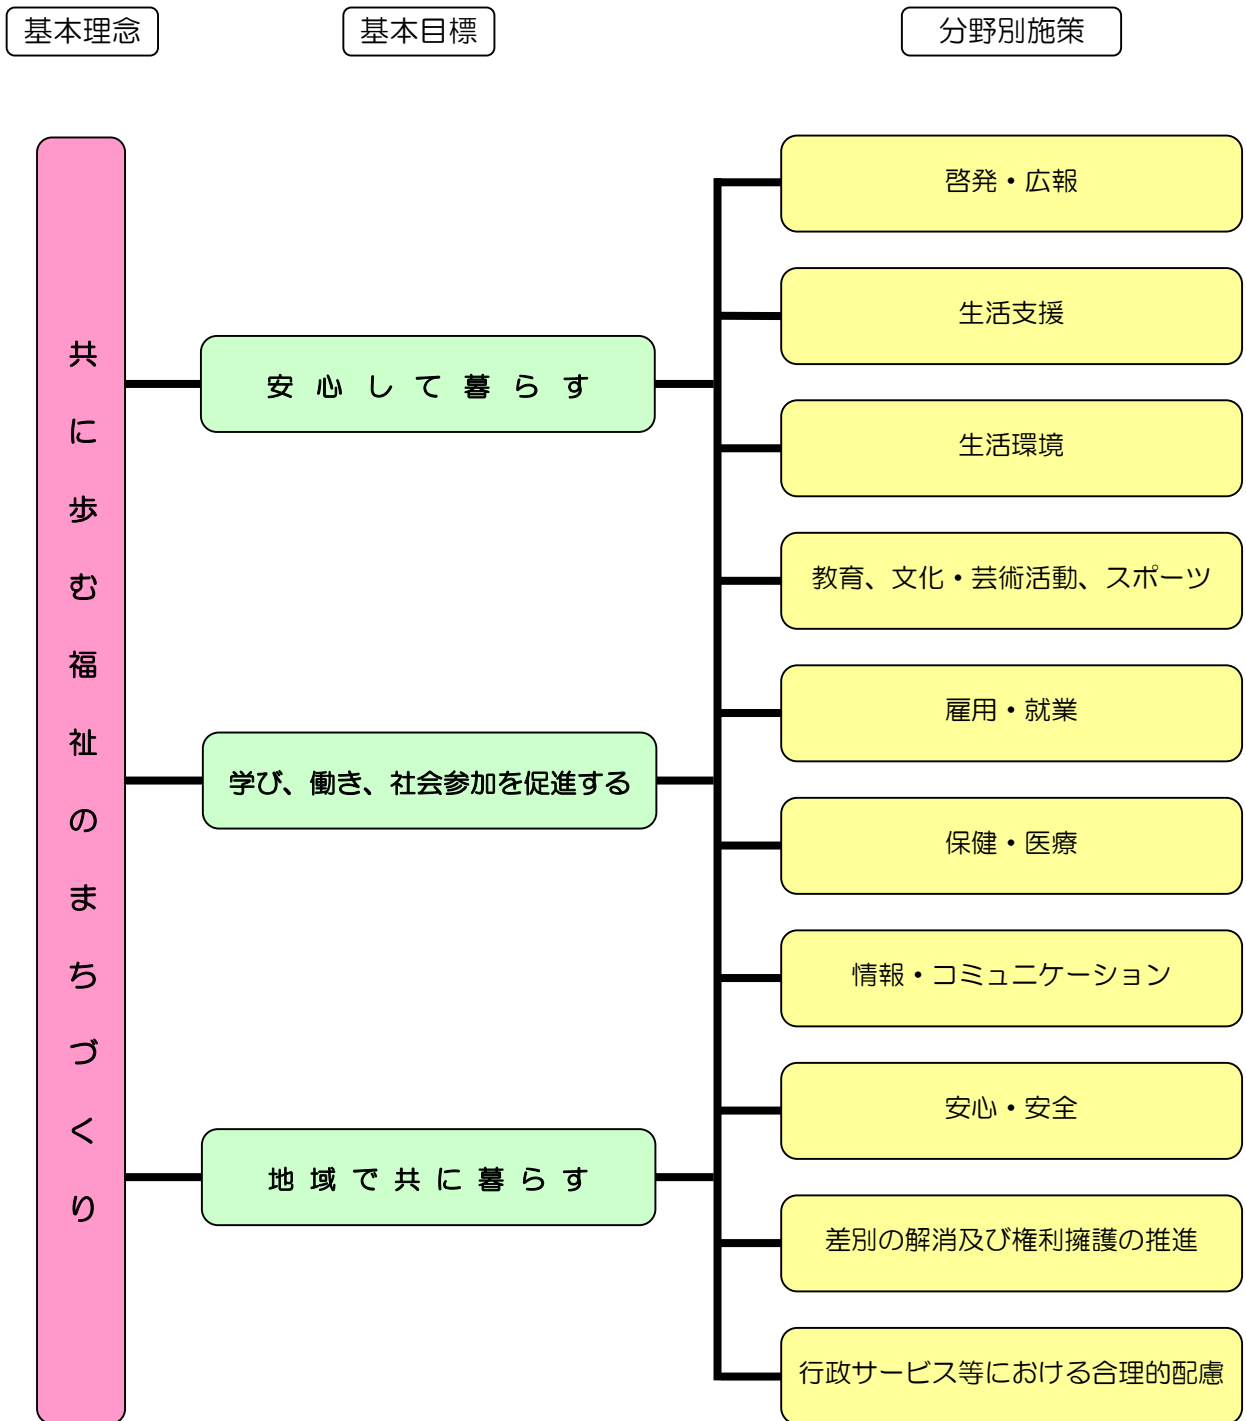 基本理念
基本目標
分野別施策
共に歩む福祉のまちづくり
安心して暮らす
学び、働き、社会参加を促進する
地域で共に暮らす
啓発・広報
生活支援
生活環境
教育、文化・芸術活動、スポーツ
雇用・就業
保健・医療
情報・コミュニケーション
安心・安全
差別の解消及び権利擁護の推進
行政サービス等における合理的配慮